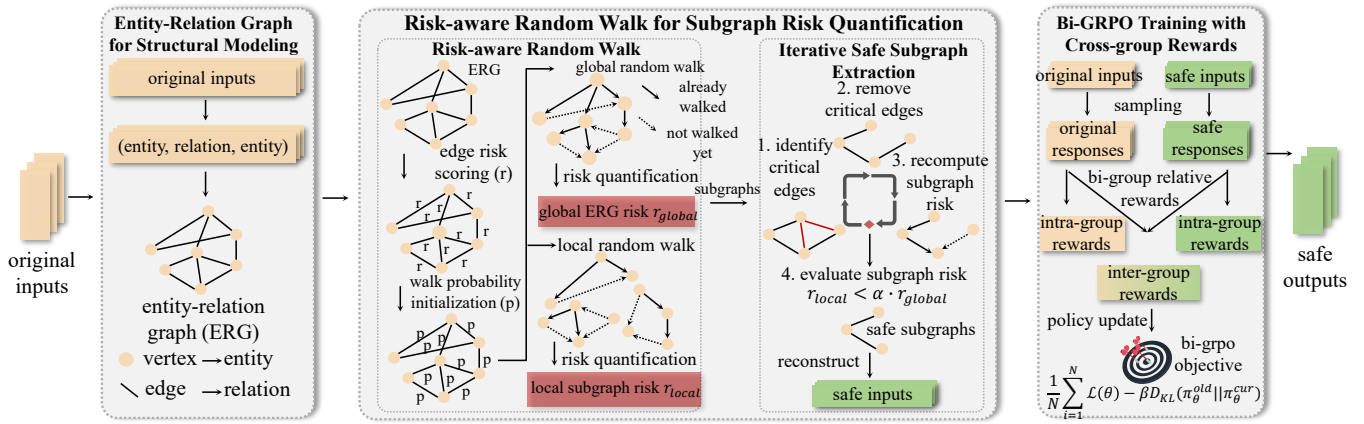 original
inputs
Entity-Relation Graph
for Structural Modeling
original inputs
(entity, relation, entity)
entity-relation
graph (ERG)
vertex → entity
edge → relation
Risk-aware Random Walk for Subgraph Risk Quantification
Risk-aware Random Walk
ERG
edge risk
scoring (r)
r
r
r
r
r
r
r
r
r
walk probability
initialization (p)
p
p
p
p
p
p
p
p
p
global random walk
already
walked
not walked
yet
risk quantification
global ERG risk r_global
local random walk
risk quantification
local subgraph risk r_local
subgraphs
Iterative Safe Subgraph
Extraction
2. remove
critical edges
1. identify
critical
edges
3. recompute
subgraph
risk
4. evaluate subgraph risk
r_local < α · r_global
safe subgraphs
reconstruct
safe inputs
Bi-GRPO Training with
Cross-group Rewards
original inputs
safe inputs
sampling
original
responses
safe
responses
bi-group relative
rewards
intra-group
rewards
intra-group
rewards
inter-group
rewards
policy update
bi-grpo
objective
1/N ∑_{i=1}^{N} ℒ(θ) − βD_KL(π_θ^old||π_θ^cur)
safe
outputs